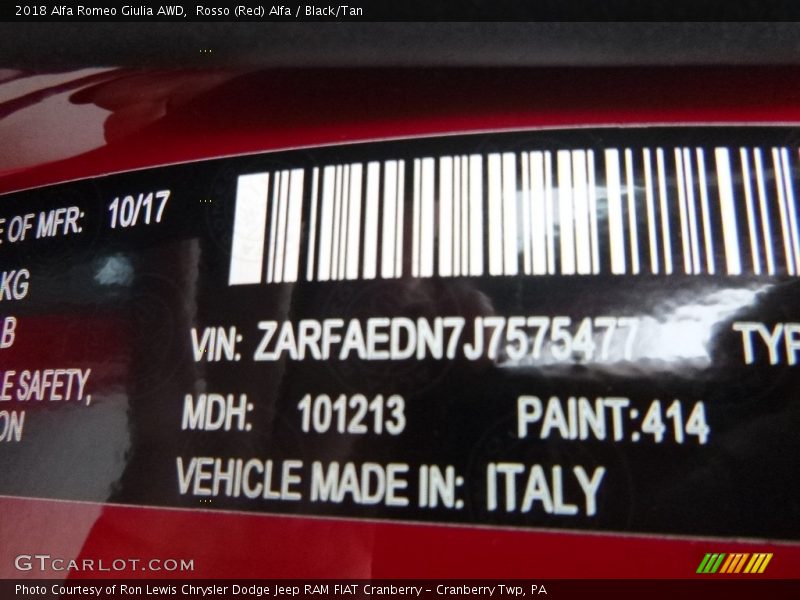 2018 Alfa Romeo Giulia AWD,  Rosso (Red) Alfa / Black/Tan
E OF MFR: 10/17
KG
B
VIN: ZARFAEDN7J7575477 TYP
LE SAFETY,
MDH: 101213 PAINT:414
ON
VEHICLE MADE IN: ITALY
GTCARLOT.COM
Photo Courtesy of Ron Lewis Chrysler Dodge Jeep RAM FIAT Cranberry – Cranberry Twp, PA